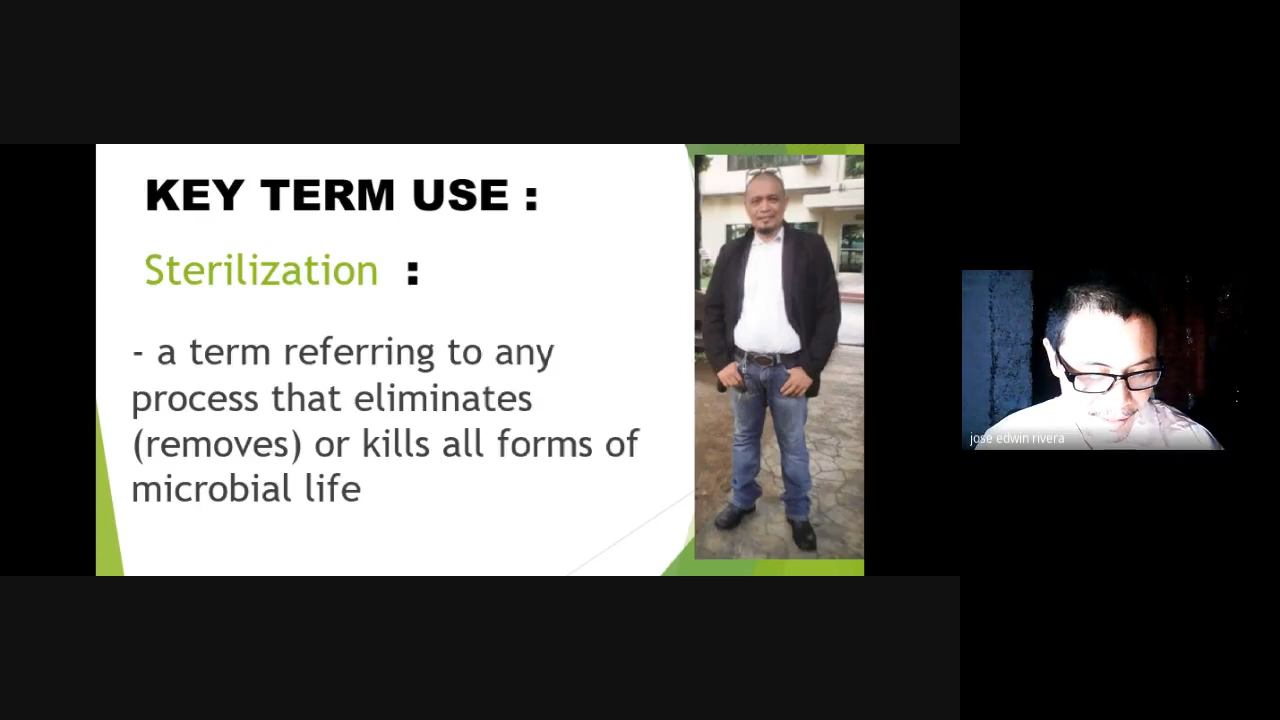 KEY TERM USE :
Sterilization :
- a term referring to any
process that eliminates
(removes) or kills all forms of
microbial life
jose edwin rivera